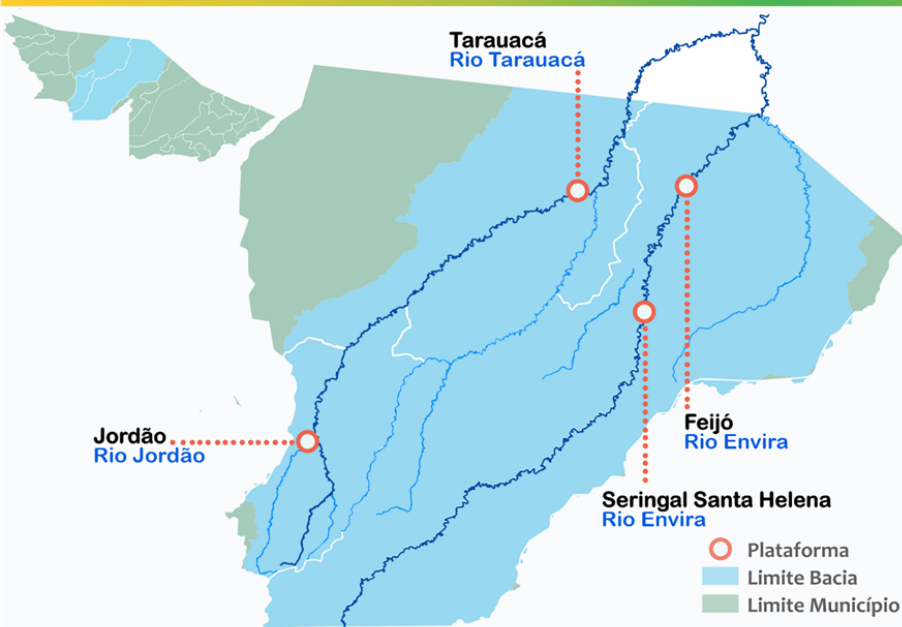 Tarauacá
Rio Tarauacá
Jordão
Rio Jordão
Feijó
Rio Envira
Seringal Santa Helena
Rio Envira
Plataforma
Limite Bacia
Limite Município